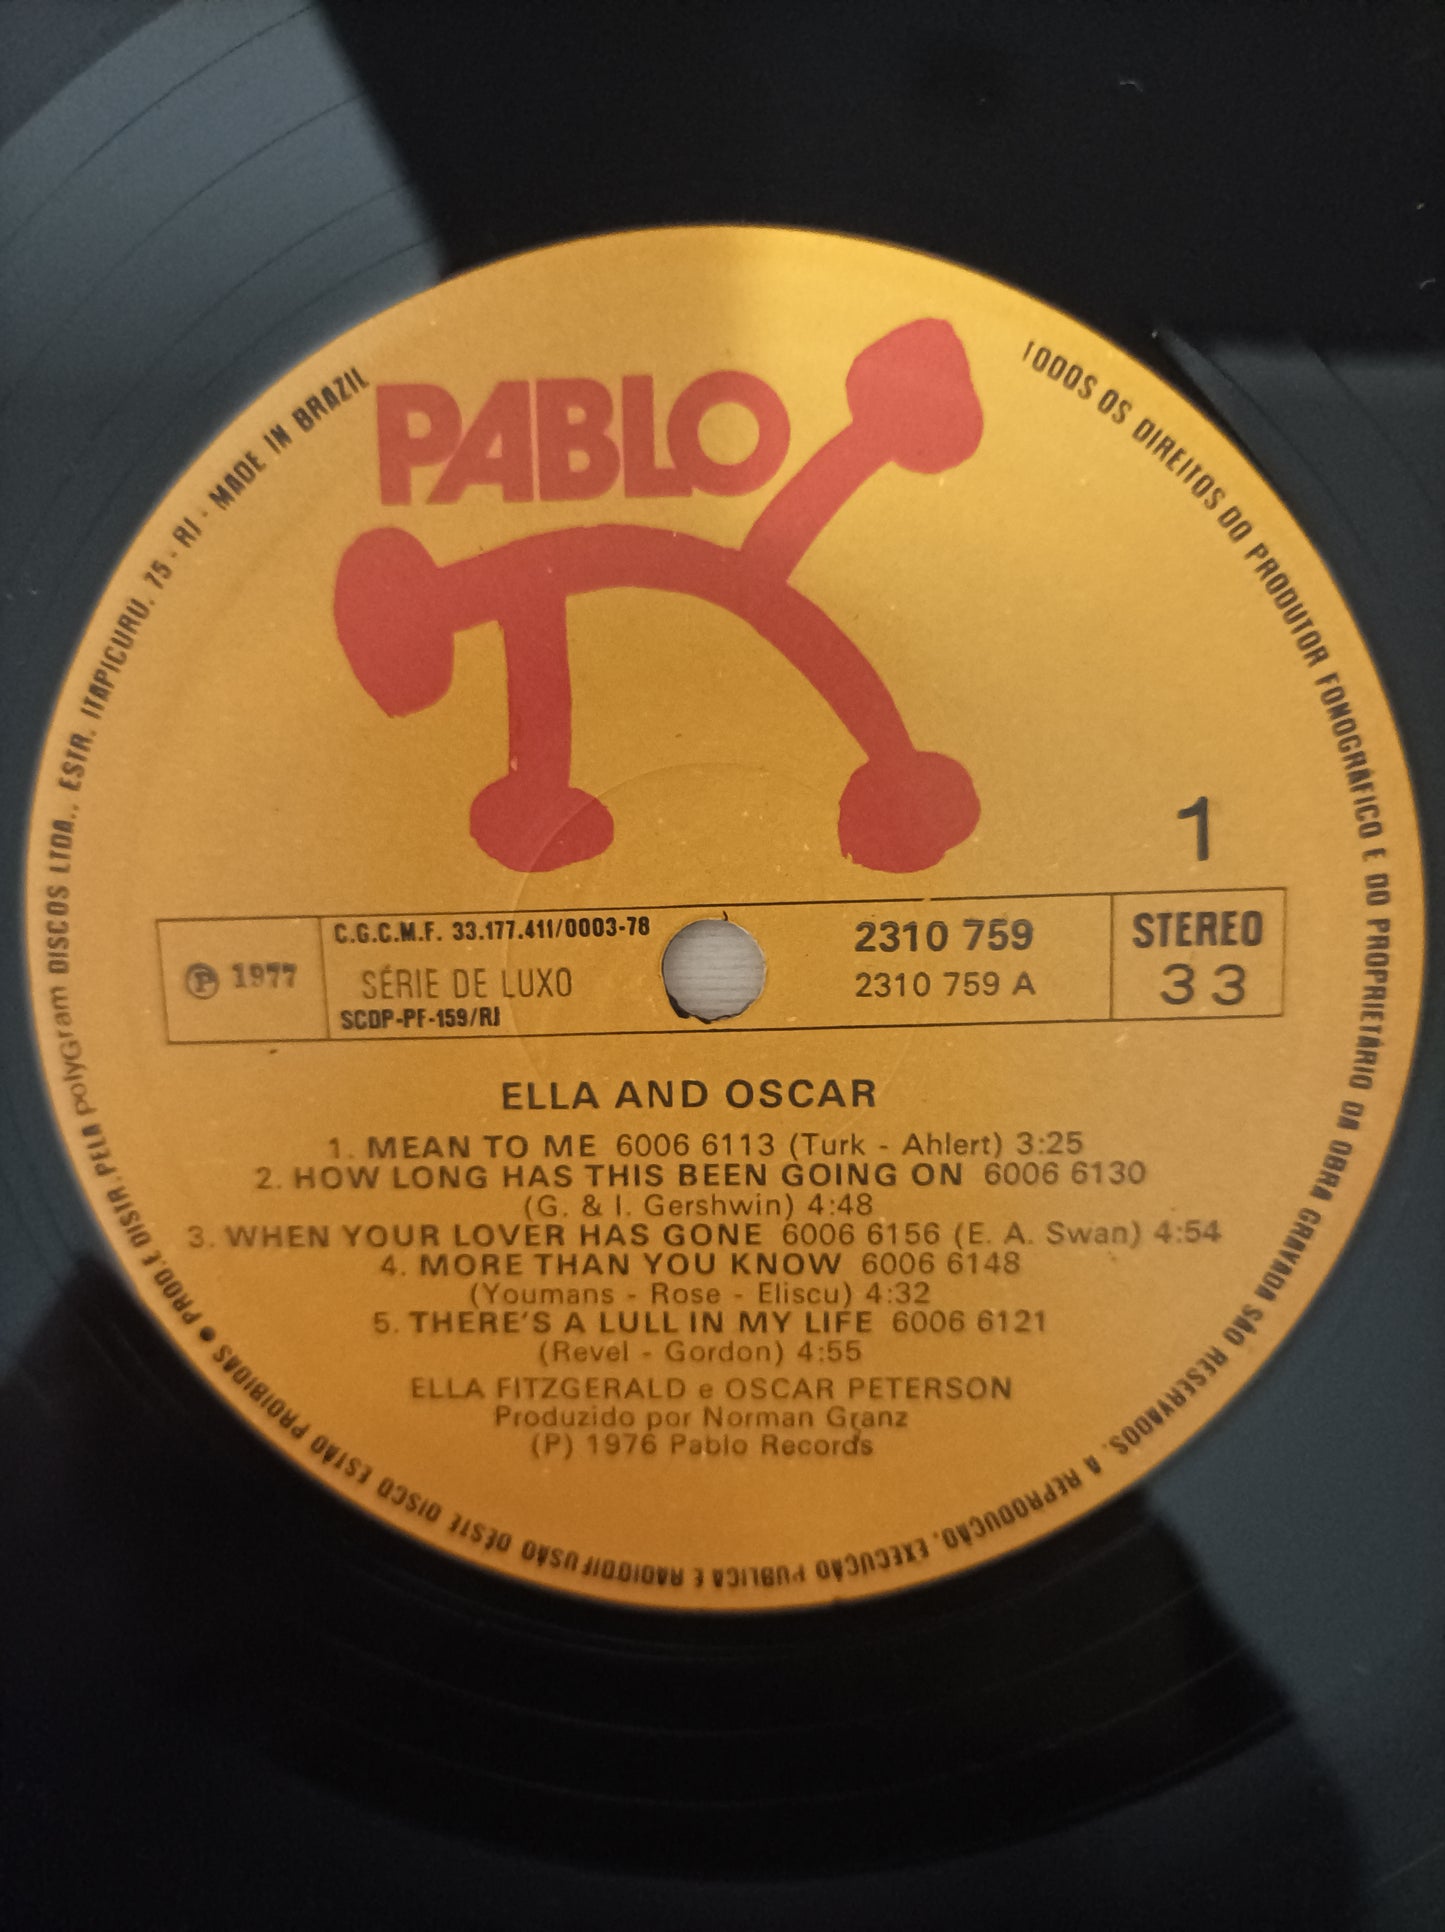 PABLO
1
℗ 1977
C.G.C.M.F. 33.177.411/0003-78
SÉRIE DE LUXO
SCDP-PF-159/RJ
2310 759
2310 759 A
STEREO
33
ELLA AND OSCAR
1. MEAN TO ME 6006 6113 (Turk - Ahlert) 3:25
2. HOW LONG HAS THIS BEEN GOING ON 6006 6130
(G. & I. Gershwin) 4:48
3. WHEN YOUR LOVER HAS GONE 6006 6156 (E. A. Swan) 4:54
4. MORE THAN YOU KNOW 6006 6148
(Youmans - Rose - Eliscu) 4:32
5. THERE'S A LULL IN MY LIFE 6006 6121
(Revel - Gordon) 4:55
ELLA FITZGERALD e OSCAR PETERSON
Produzido por Norman Granz
(P) 1976 Pablo Records
TODOS OS DIREITOS DO PRODUTOR FONOGRÁFICO E DO PROPRIETÁRIO DA OBRA GRAVADA SÃO RESERVADOS. A REPRODUÇÃO, EXECUÇÃO PUBLICA E RADIODIFUSÃO DESTE DISCO ESTÃO PROIBIDAS ● PROD. E DISTR. PELA PolyGram DISCOS LTDA., ESTR. ITAPICURU, 75 - RJ - MADE IN BRAZIL